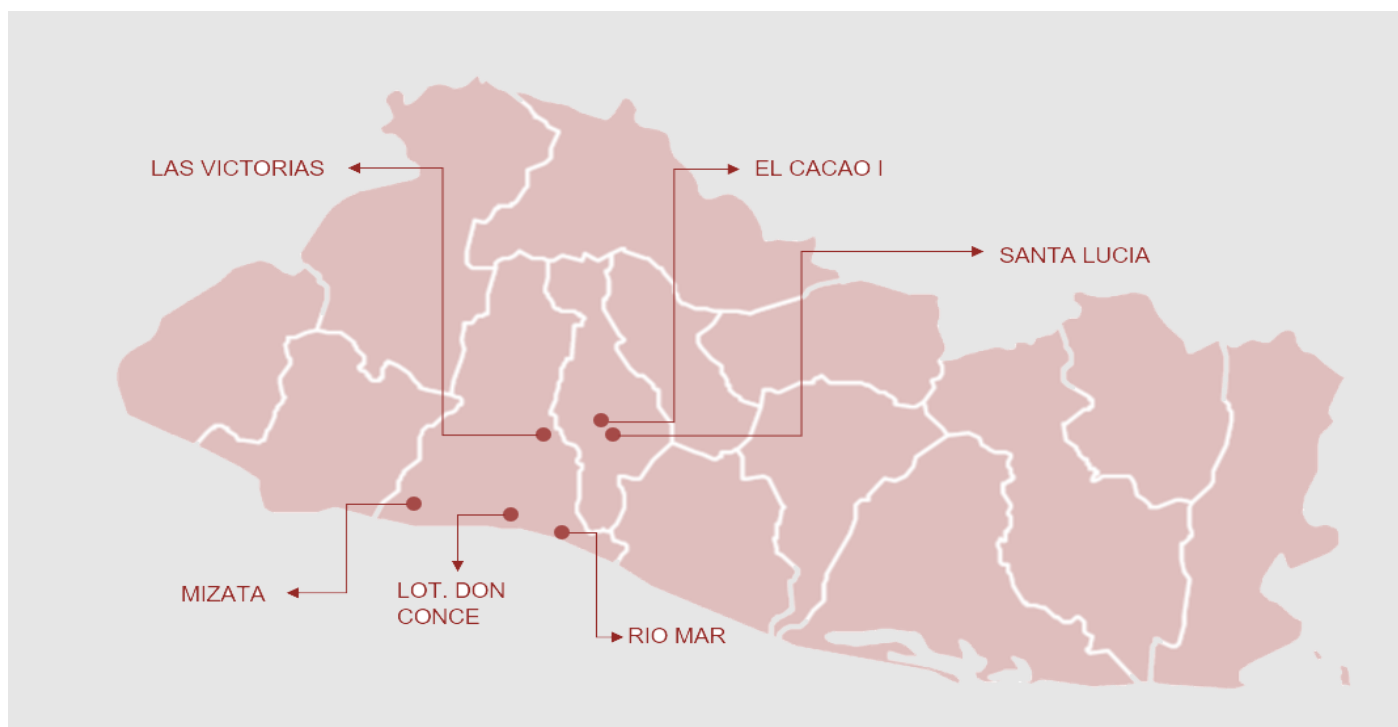 LAS VICTORIAS
EL CACAO I
SANTA LUCIA
MIZATA
LOT. DON
CONCE
RIO MAR